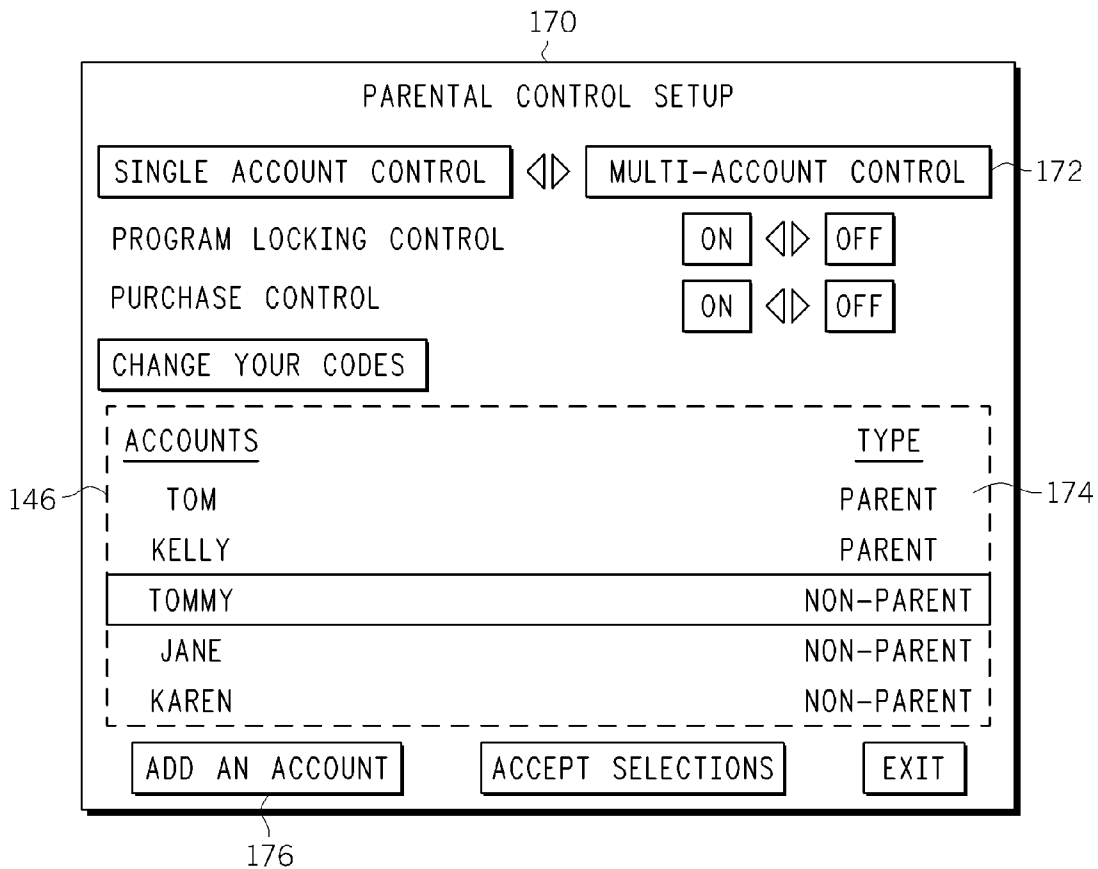 170
PARENTAL CONTROL SETUP
SINGLE ACCOUNT CONTROL MULTI-ACCOUNT CONTROL 172
PROGRAM LOCKING CONTROL ON OFF
PURCHASE CONTROL ON OFF
CHANGE YOUR CODES
ACCOUNTS TYPE
146 TOM PARENT 174
KELLY PARENT
TOMMY NON-PARENT
JANE NON-PARENT
KAREN NON-PARENT
ADD AN ACCOUNT ACCEPT SELECTIONS EXIT
176